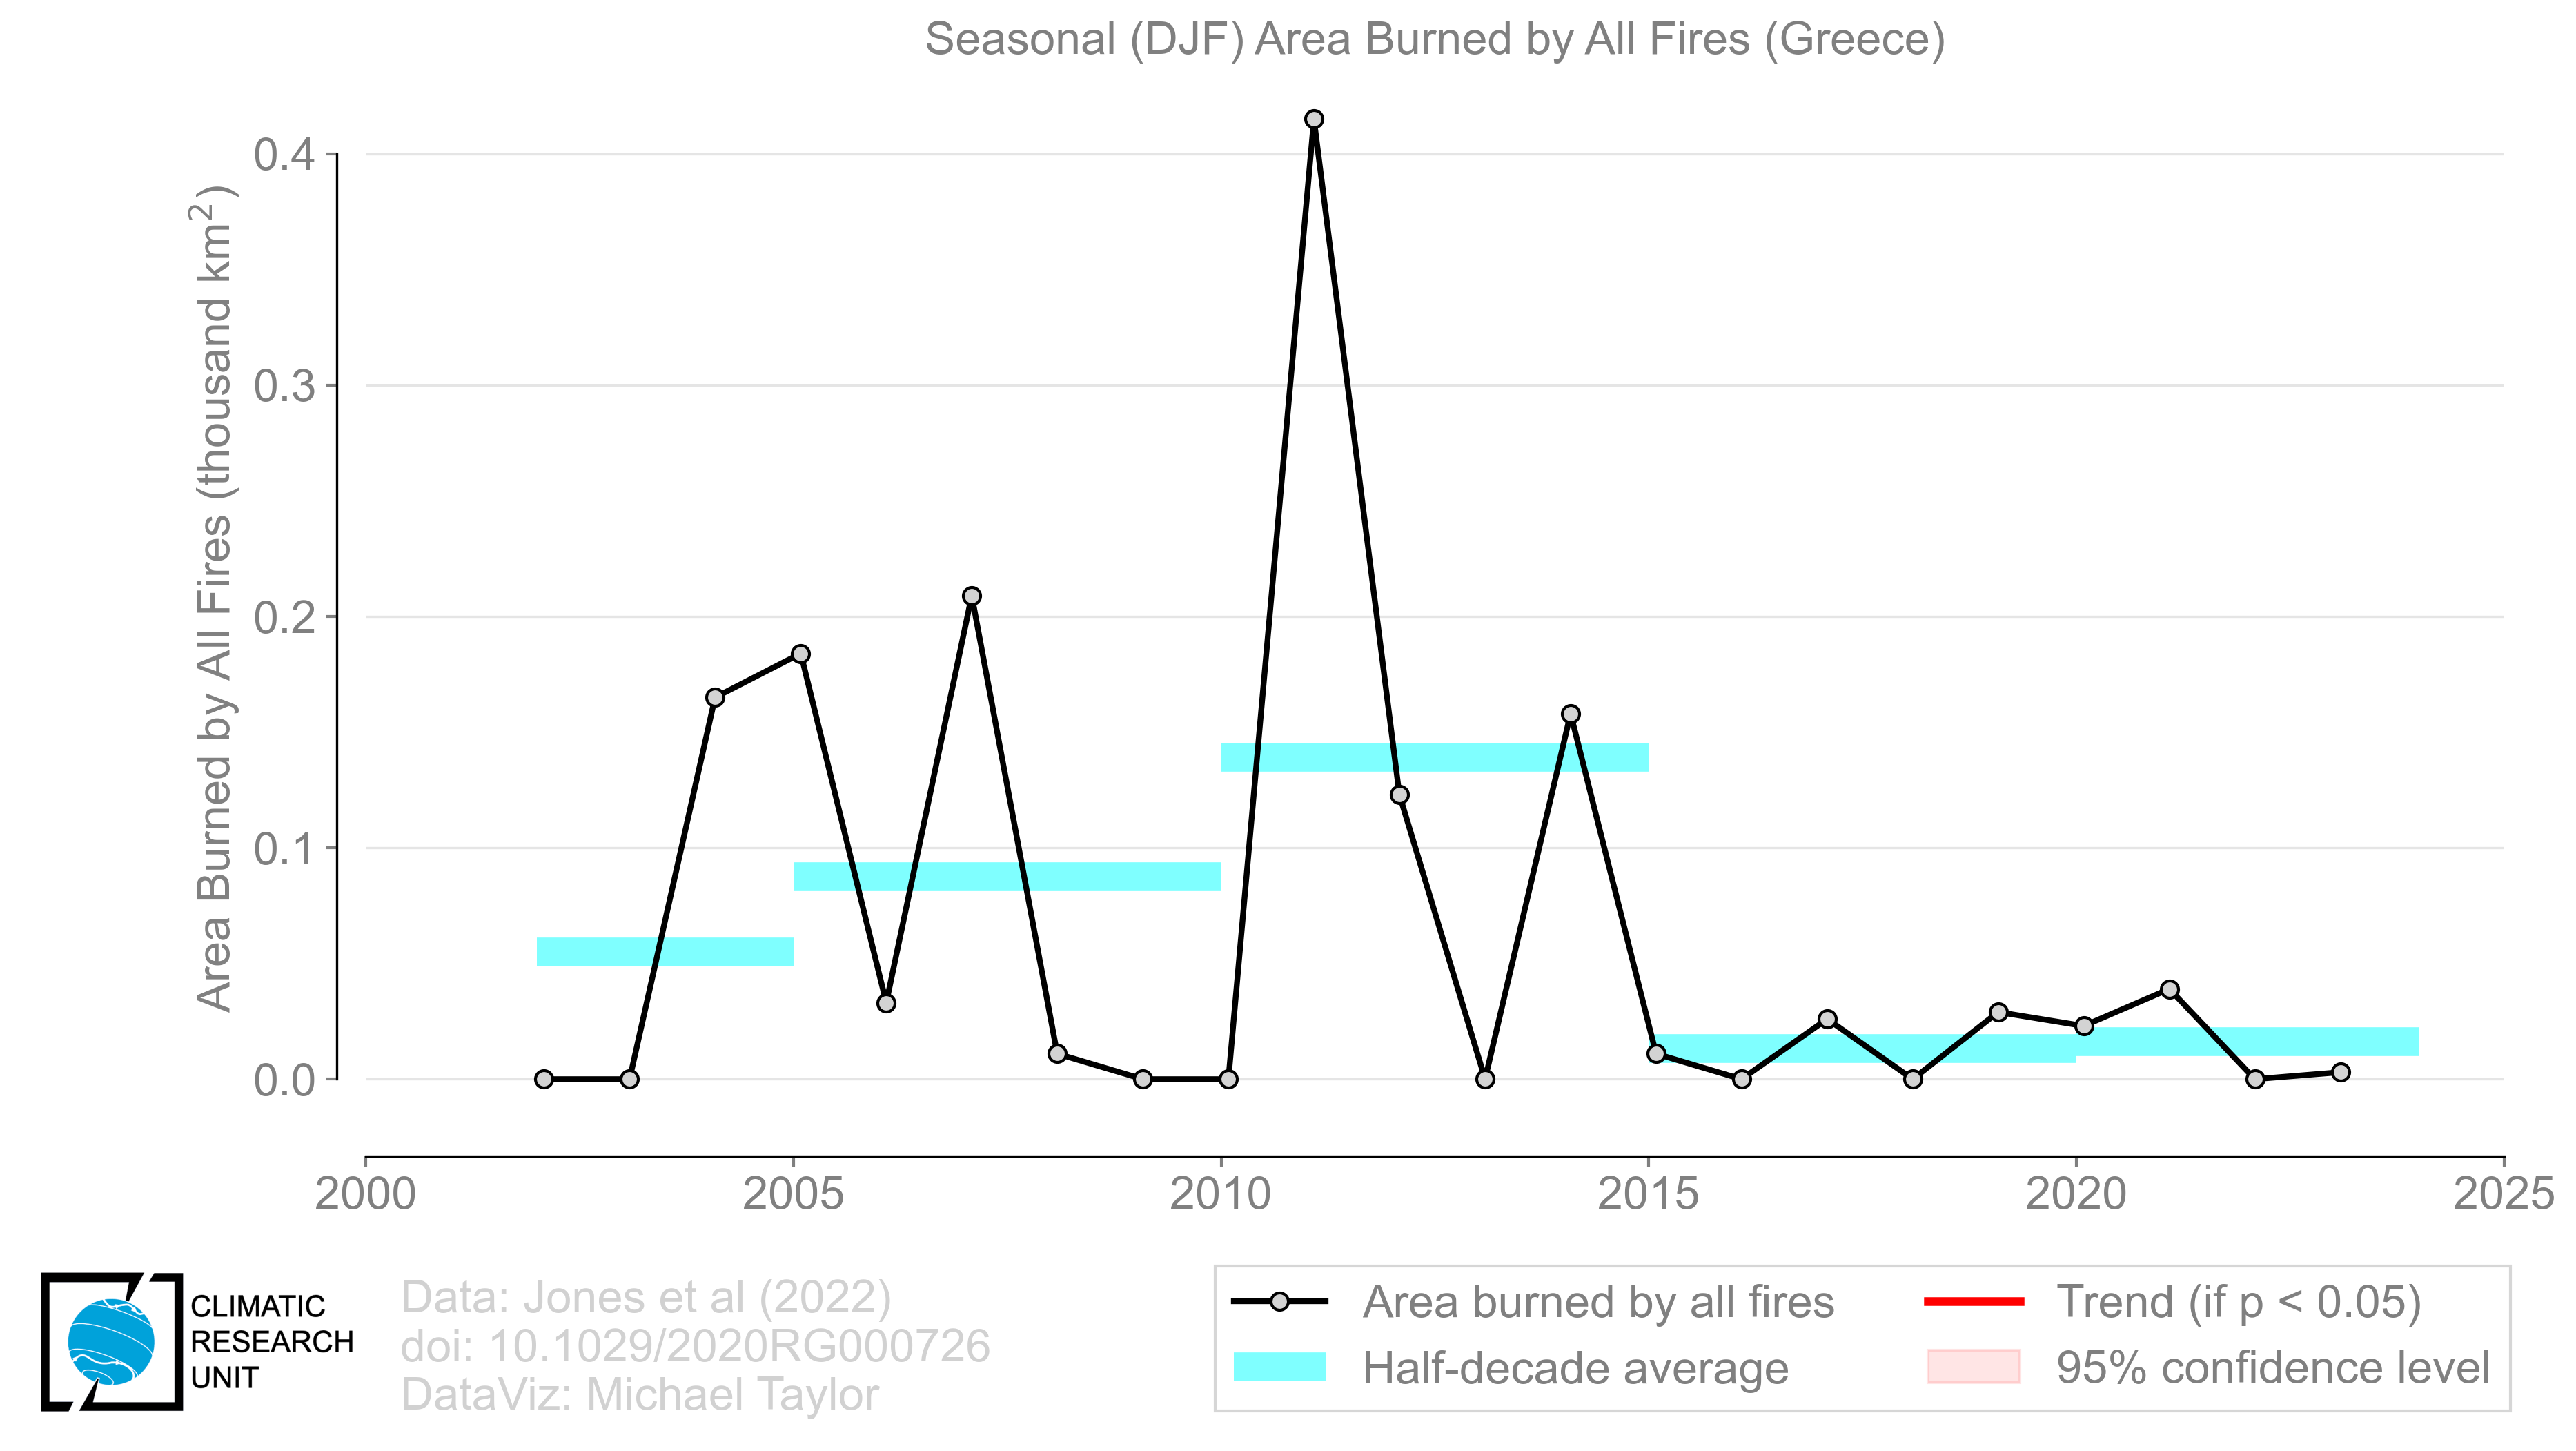 Seasonal (DJF) Area Burned by All Fires (Greece)
Area Burned by All Fires (thousand km²)
0.4
0.3
0.2
0.1
0.0
2000
2005
2010
2015
2020
2025
CLIMATIC
RESEARCH
UNIT
Data: Jones et al (2022)
doi: 10.1029/2020RG000726
DataViz: Michael Taylor
Area burned by all fires
Half-decade average
Trend (if p < 0.05)
95% confidence level